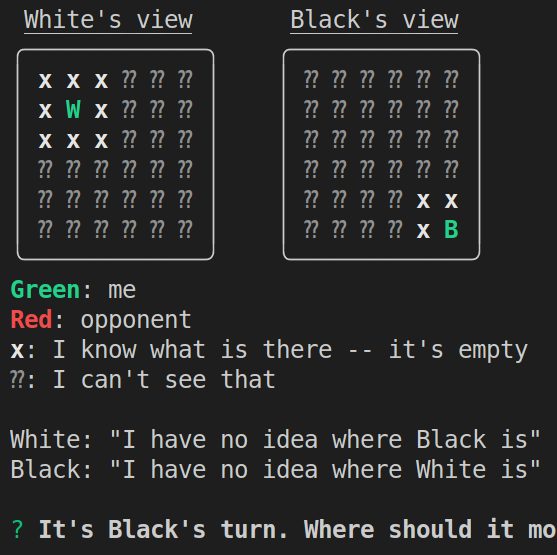 White's view Black's view
x x x ⁇ ⁇ ⁇ ⁇ ⁇ ⁇ ⁇ ⁇ ⁇
x W x ⁇ ⁇ ⁇ ⁇ ⁇ ⁇ ⁇ ⁇ ⁇
x x x ⁇ ⁇ ⁇ ⁇ ⁇ ⁇ ⁇ ⁇ ⁇
⁇ ⁇ ⁇ ⁇ ⁇ ⁇ ⁇ ⁇ ⁇ ⁇ ⁇ ⁇
⁇ ⁇ ⁇ ⁇ ⁇ ⁇ ⁇ ⁇ ⁇ ⁇ x x
⁇ ⁇ ⁇ ⁇ ⁇ ⁇ ⁇ ⁇ ⁇ ⁇ x B
Green: me
Red: opponent
x: I know what is there -- it's empty
⁇: I can't see that
White: "I have no idea where Black is"
Black: "I have no idea where White is"
? It's Black's turn. Where should it mo